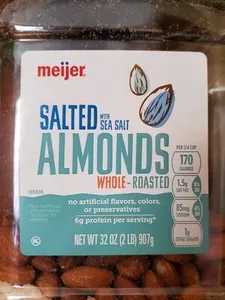 meijer
SALTED WITH SEA SALT
ALMONDS
WHOLE-ROASTED
no artificial flavors, colors,
or preservatives
6g protein per serving*
PER 1/4 CUP
170
CALORIES
1.5g
SAT FAT
85mg
SODIUM
1g
TOTAL SUGARS
K
NET WT 32 OZ (2 LB) 907g